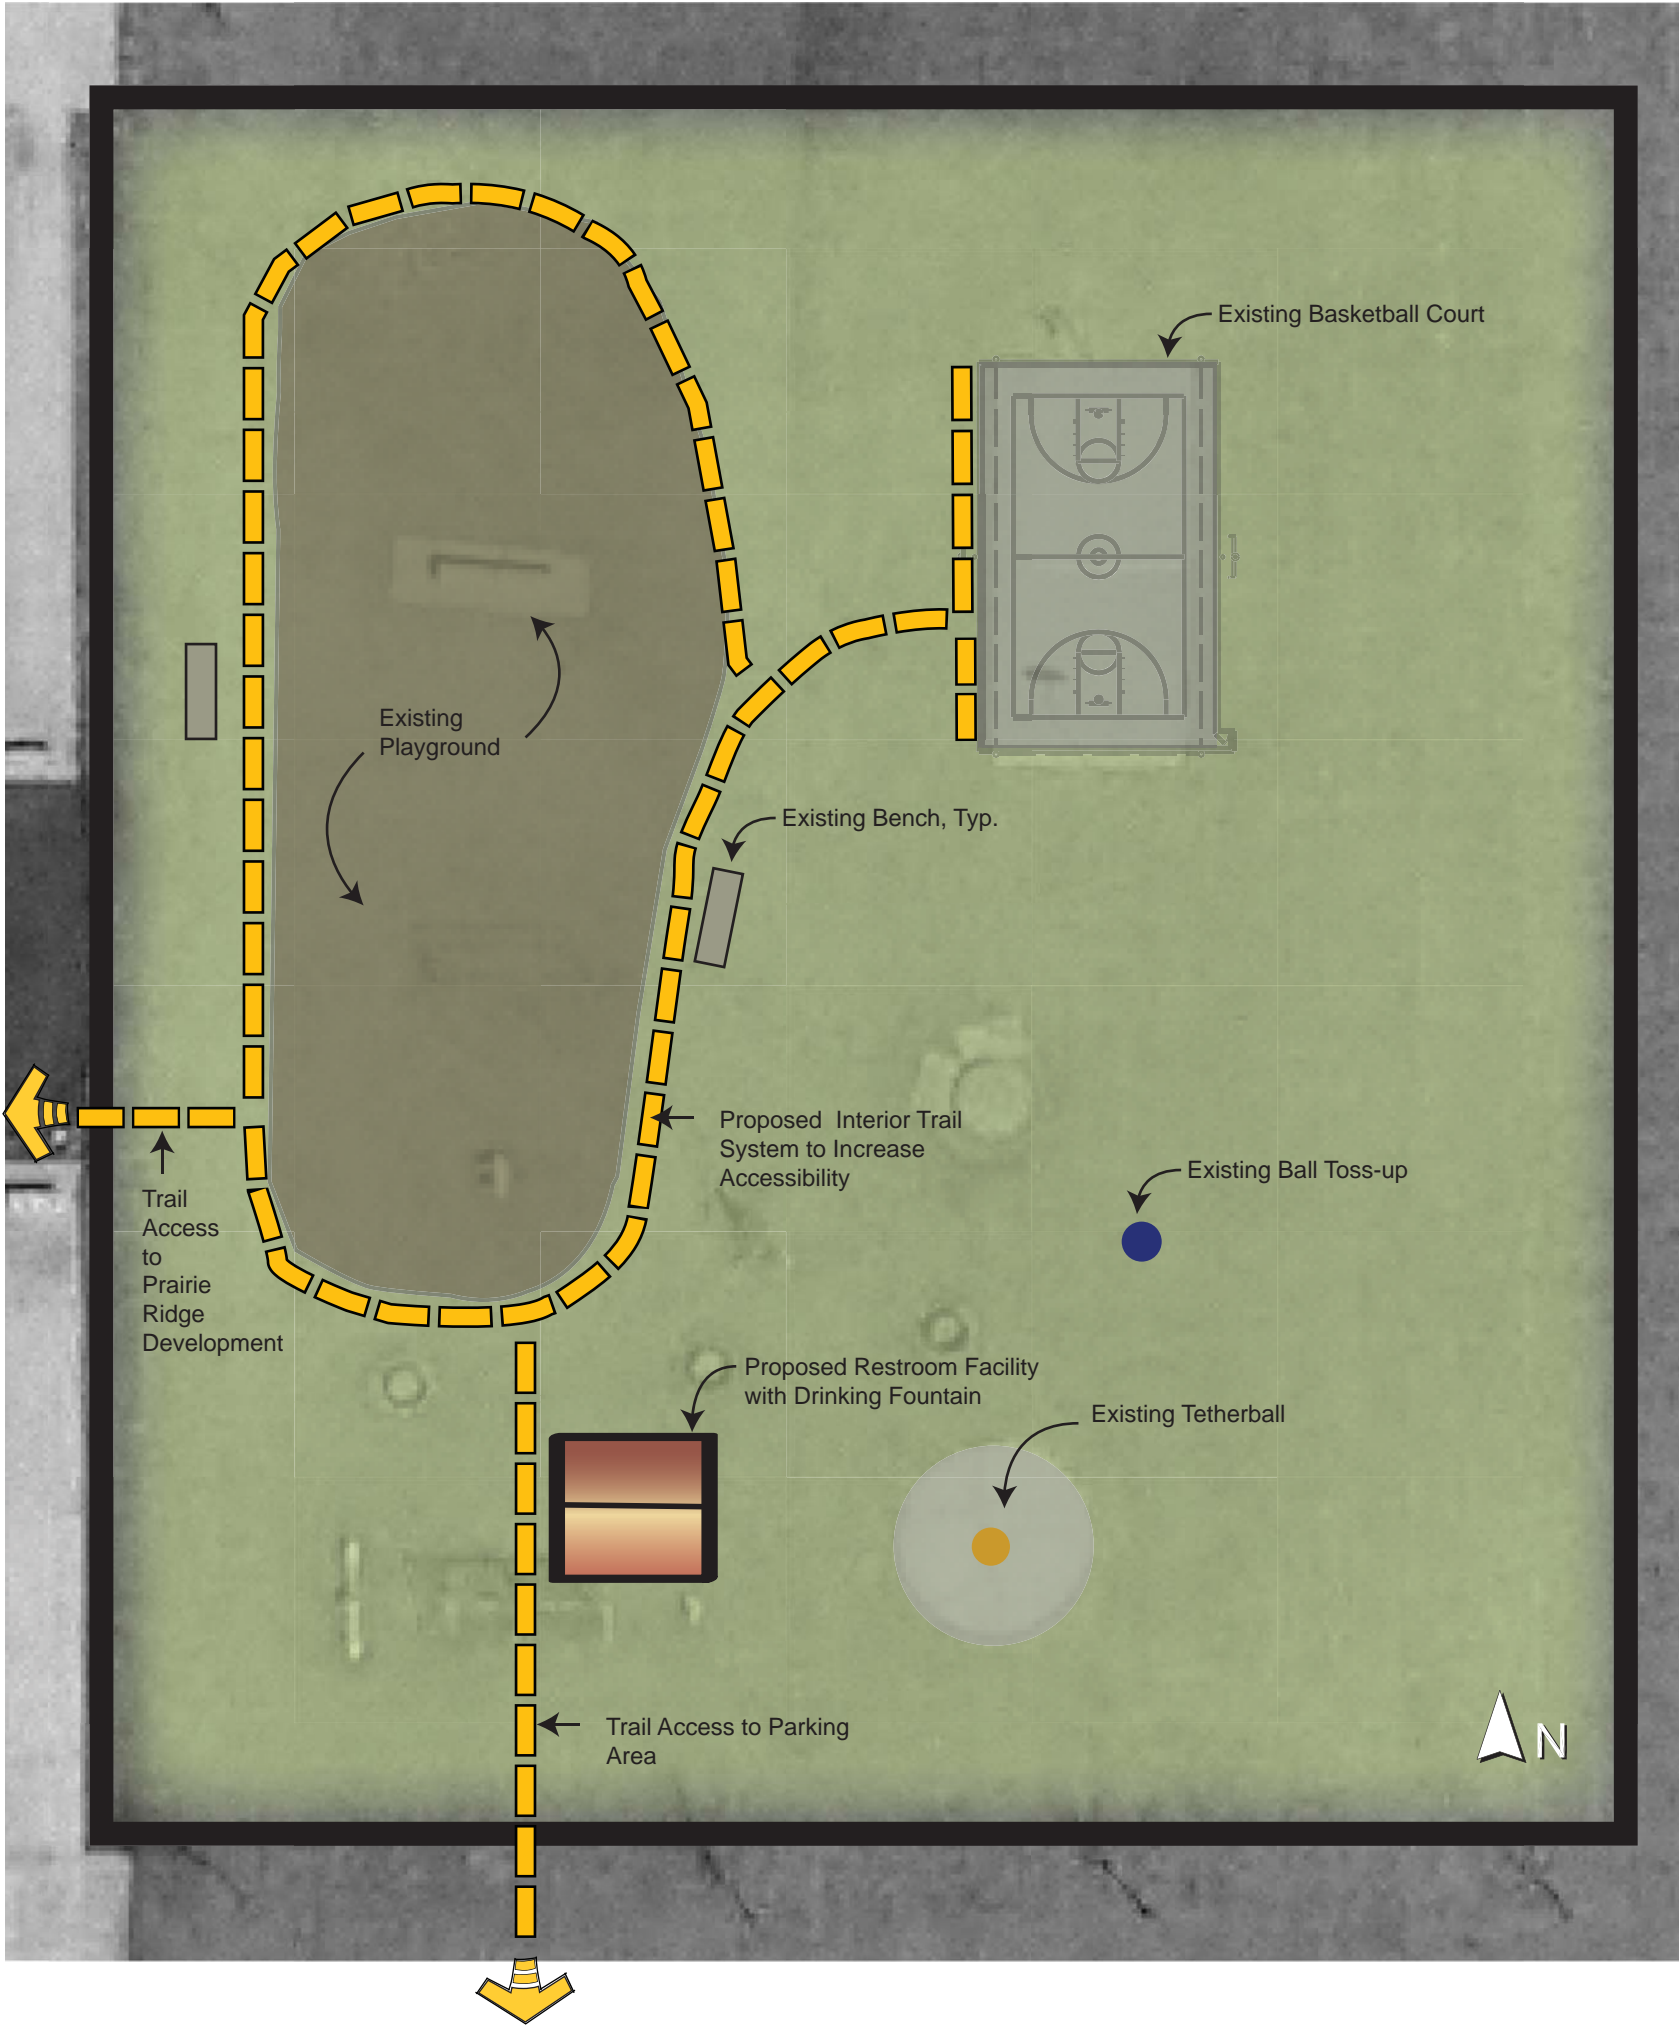 Existing Basketball Court
Existing
Playground
Existing Bench, Typ.
Proposed  Interior Trail
System to Increase
Accessibility
Existing Ball Toss-up
Trail
Access
to
Prairie
Ridge
Development
Proposed Restroom Facility
with Drinking Fountain
Existing Tetherball
Trail Access to Parking
Area
N